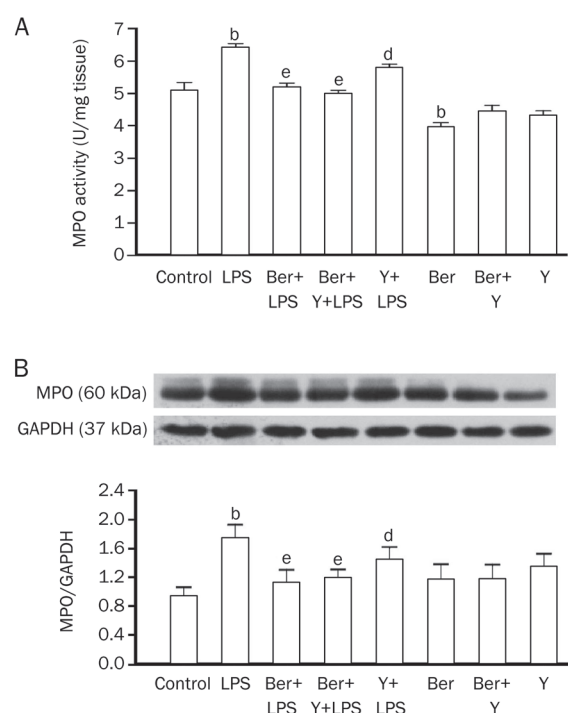 A
MPO activity (U/mg tissue)
7
6
5
4
3
2
1
0
b
e
e
d
b
Control LPS Ber+ Ber+ Y+ Ber Ber+ Y
LPS Y+LPS LPS Y
B
MPO (60 kDa)
GAPDH (37 kDa)
MPO/GAPDH
2.4
2.0
1.6
1.2
0.8
0.4
0.0
b
e
e
d
Control LPS Ber+ Ber+ Y+ Ber Ber+ Y
LPS Y+LPS LPS Y